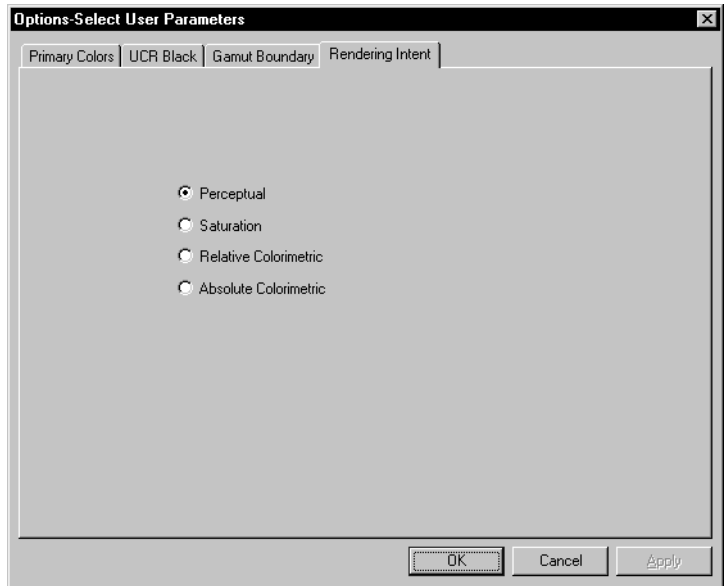 Options-Select User Parameters
Primary Colors UCR Black Gamut Boundary Rendering Intent
Perceptual
Saturation
Relative Colorimetric
Absolute Colorimetric
OK Cancel Apply